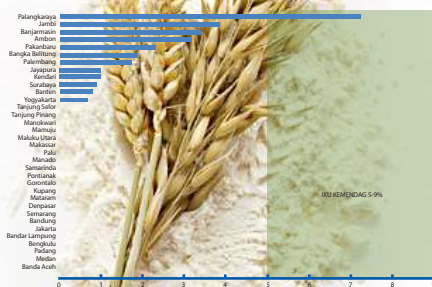 Palangkaraya
Jambi
Banjarmasin
Ambon
Pakanbaru
Bangka Belitung
Palembang
Jayapura
Kendari
Surabaya
Banten
Yogyakarta
Tanjung Selor
Tanjung Pinang
Manokwari
Mamuju
Maluku Utara
Makassar
Palu
Manado
Samarinda
Pontianak
Gorontalo
Kupang
Mataram
Denpasar
Semarang
Bandung
Jakarta
Bandar Lampung
Bengkulu
Padang
Medan
Banda Aceh
IKU KEMENDAG 5-9%
0 1 2 3 4 5 6 7 8